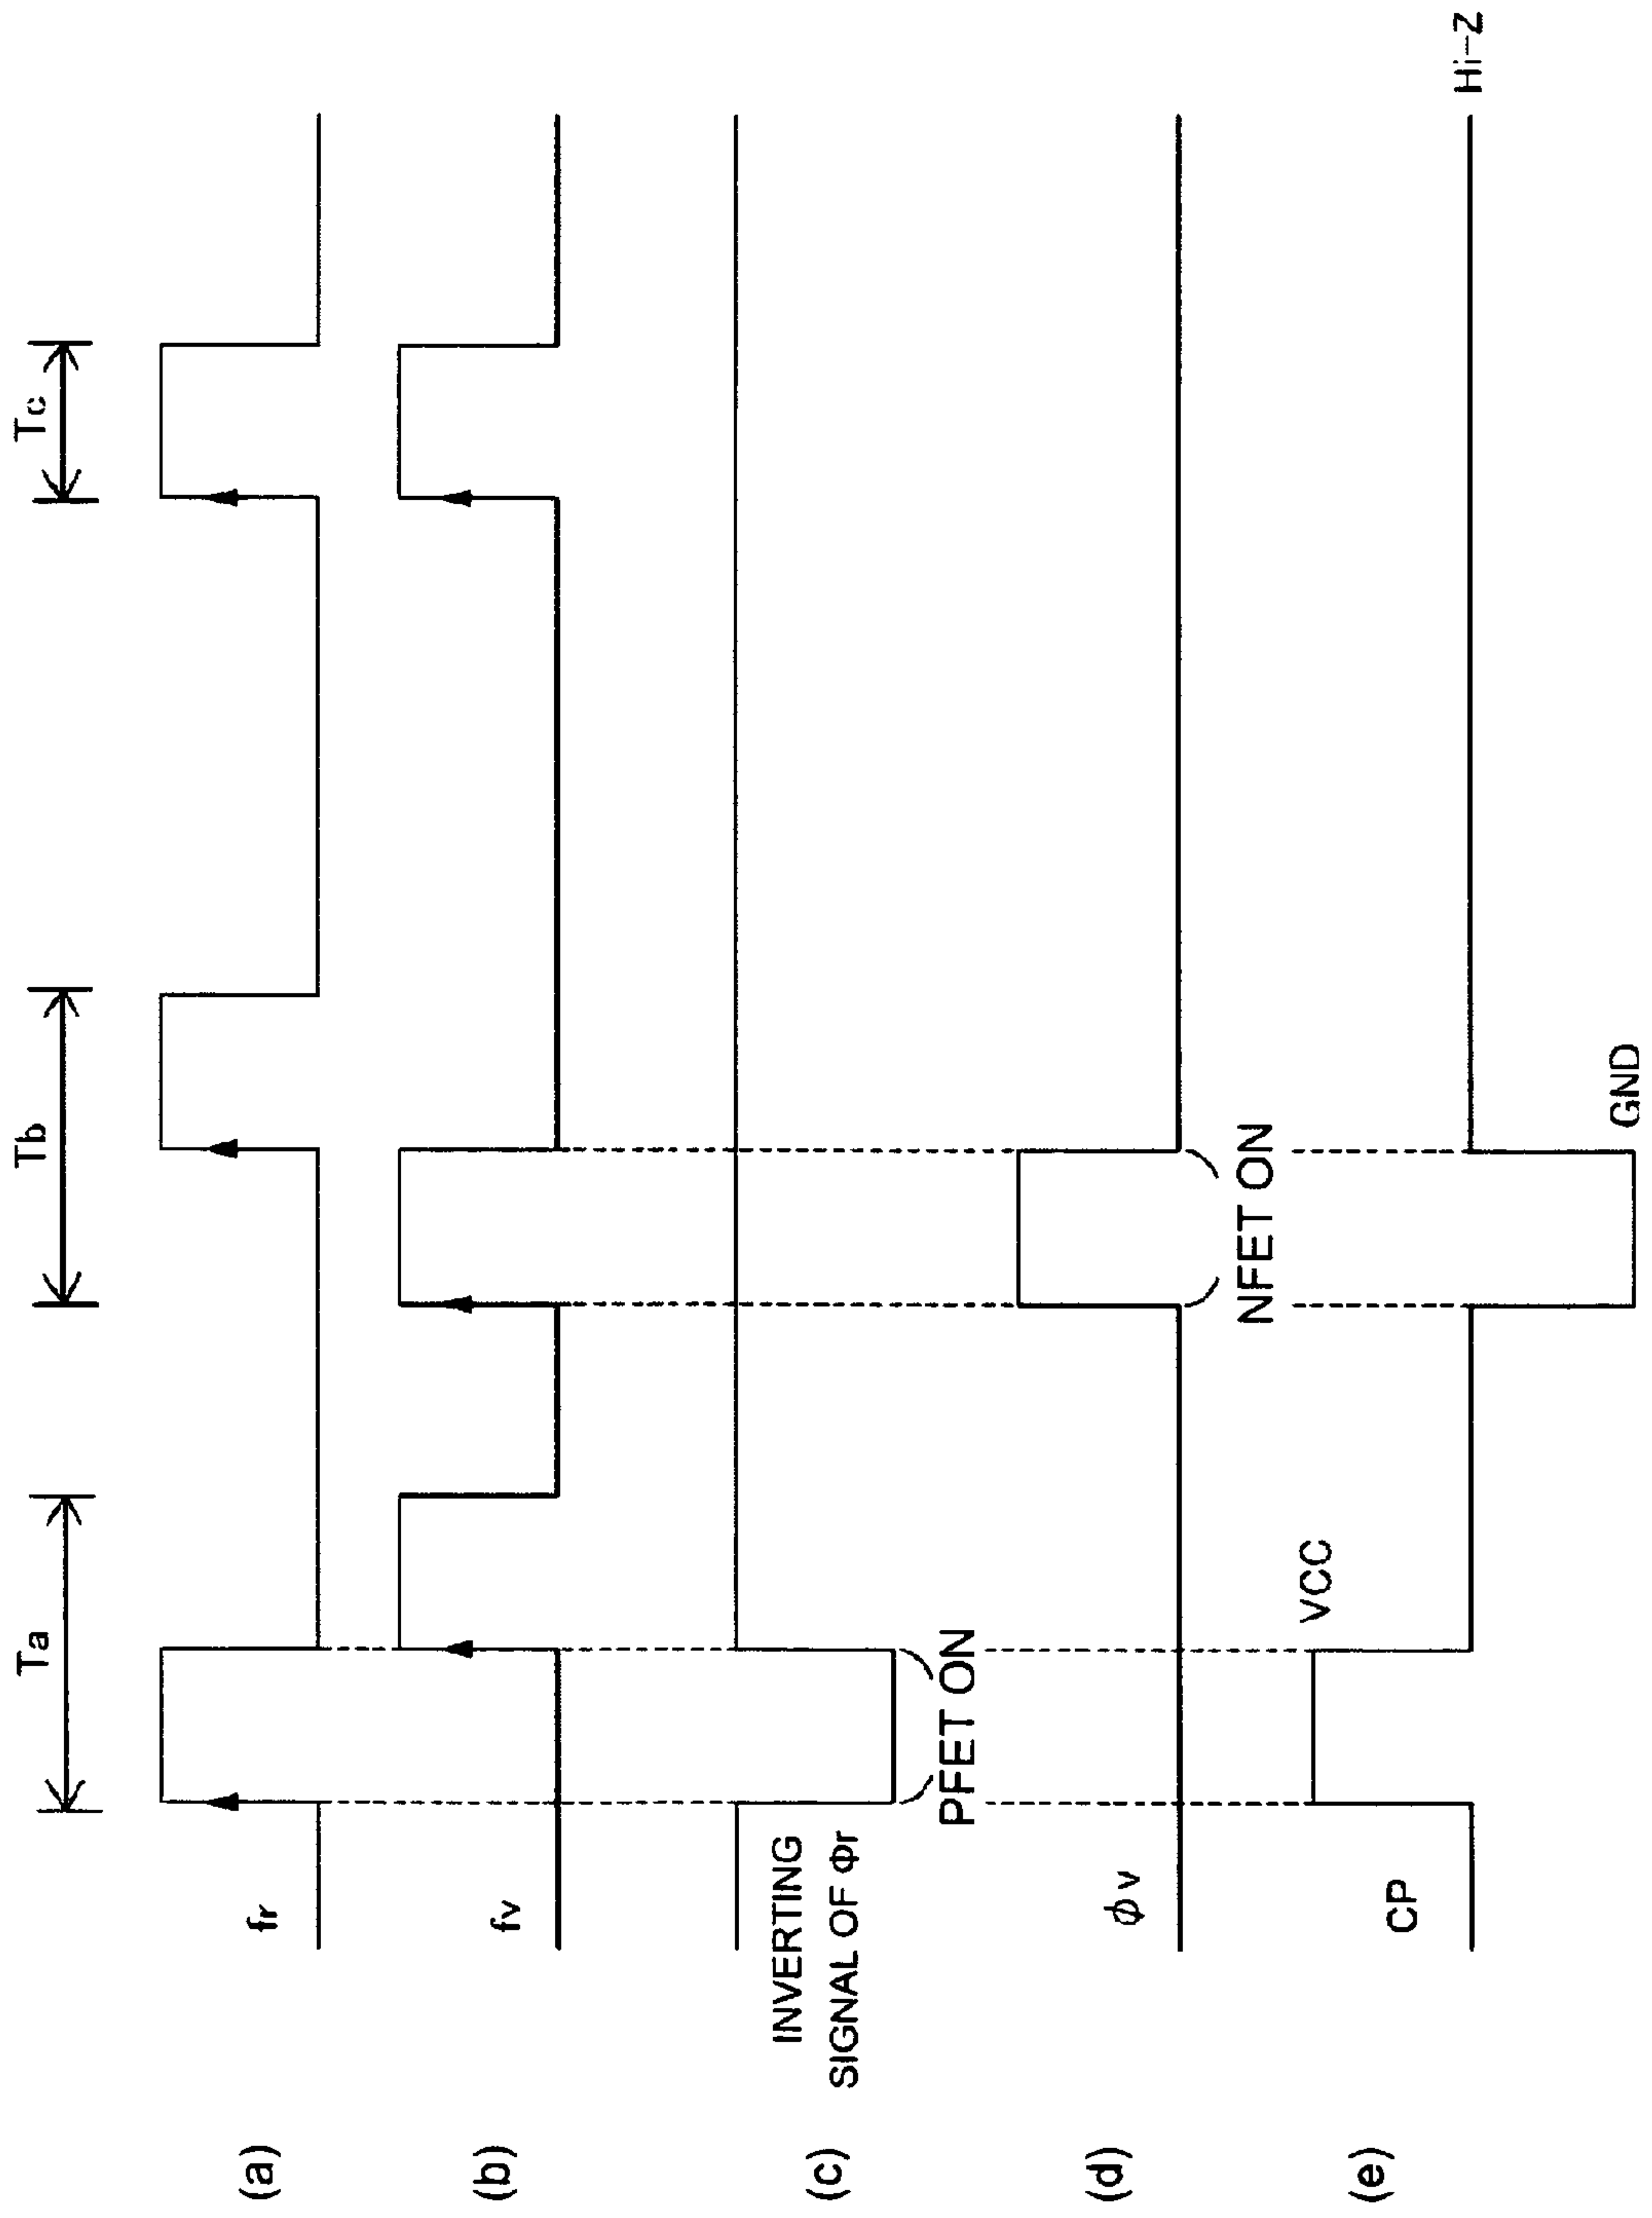 Ta
Tb
Tc
(a)
fr
(b)
fv
(c)
INVERTING
SIGNAL OF Φr
PFET ON
(d)
ϕv
NFET ON
(e)
CP
VCC
GND
Hi-Z